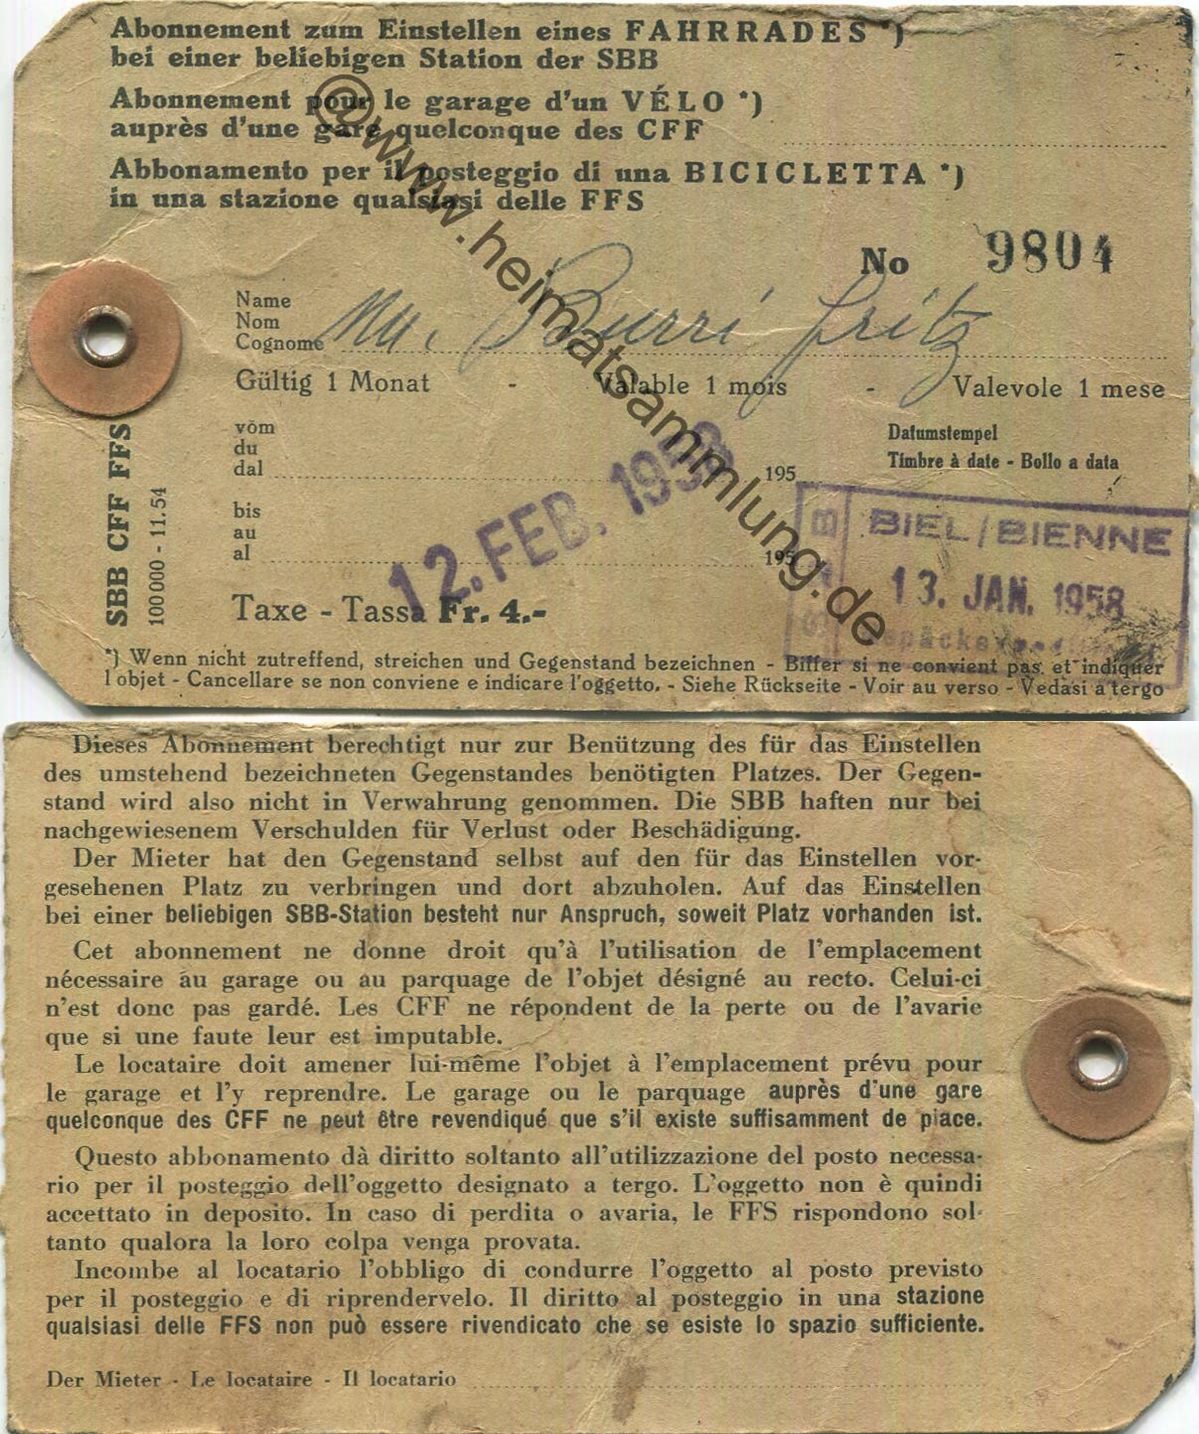 Abonnement zum Einstellen eines FAHRRADES *)
bei einer beliebigen Station der SBB
Abonnement pour le garage d'un VÉLO *)
auprès d'une gare quelconque des CFF
Abbonamento per il posteggio di una BICICLETTA *)
in una stazione qualsiasi delle FFS
No 9804
Name
Nom
Cognome
Burri Fritz
Gültig 1 Monat - Valable 1 mois - Valevole 1 mese
vom
du
dal
195
12. FEB. 1958
bis
au
al
195
Datumstempel
Timbre à date - Bollo a data
SBB
BIEL/BIENNE
13. JAN. 1958
Taxe - Tassa Fr. 4.-
SBB CFF FFS
100 000 - 11. 54
*) Wenn nicht zutreffend, streichen und Gegenstand bezeichnen - Biffer si ne convient pas et indiquer
l'objet - Cancellare se non conviene e indicare l'oggetto. - Siehe Rückseite - Voir au verso - Vedasi a tergo
@www.heimatsammlung.de
Dieses Abonnement berechtigt nur zur Benützung des für das Einstellen
des umstehend bezeichneten Gegenstandes benötigten Platzes. Der Gegen-
stand wird also nicht in Verwahrung genommen. Die SBB haften nur bei
nachgewiesenem Verschulden für Verlust oder Beschädigung.
Der Mieter hat den Gegenstand selbst auf den für das Einstellen vor-
gesehenen Platz zu verbringen und dort abzuholen. Auf das Einstellen
bei einer beliebigen SBB-Station besteht nur Anspruch, soweit Platz vorhanden ist.
Cet abonnement ne donne droit qu'à l'utilisation de l'emplacement
nécessaire au garage ou au parquage de l'objet désigné au recto. Celui-ci
n'est donc pas gardé. Les CFF ne répondent de la perte ou de l'avarie
que si une faute leur est imputable.
Le locataire doit amener lui-même l'objet à l'emplacement prévu pour
le garage et l'y reprendre. Le garage ou le parquage auprès d'une gare
quelconque des CFF ne peut être revendiqué que s'il existe suffisamment de place.
Questo abbonamento dà diritto soltanto all'utilizzazione del posto necessa-
rio per il posteggio dell'oggetto designato a tergo. L'oggetto non è quindi
accettato in deposito. In caso di perdita o avaria, le FFS rispondono sol-
tanto qualora la loro colpa venga provata.
Incombe al locatario l'obbligo di condurre l'oggetto al posto previsto
per il posteggio e di riprendervelo. Il diritto al posteggio in una stazione
qualsiasi delle FFS non può essere rivendicato che se esiste lo spazio sufficiente.
Der Mieter - Le locataire - Il locatario